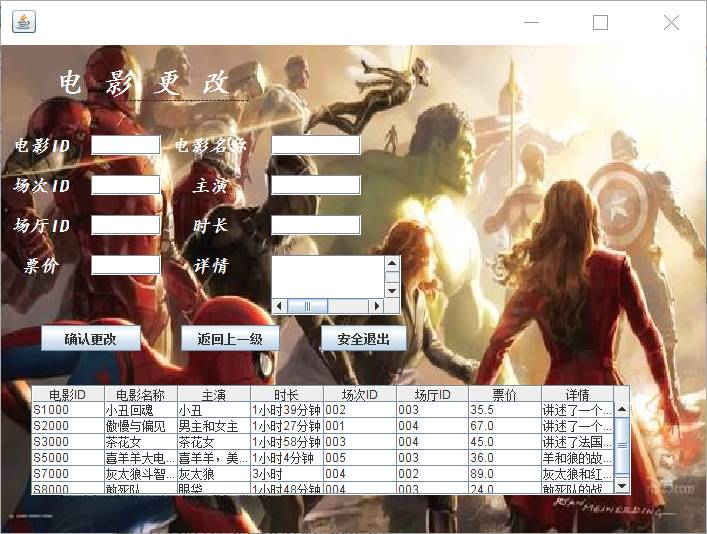 电影更改
电影ID 电影名称
场次ID 主演
场厅ID 时长
票价 详情
确认更改 返回上一级 安全退出
电影ID 电影名称 主演 时长 场次ID 场厅ID 票价 详情
S1000 小丑回魂 小丑 1小时39分钟 002 003 35.5 讲述了一个...
S2000 傲慢与偏见 男主和女主 1小时27分钟 001 004 67.0 讲述了一个...
S3000 茶花女 茶花女 1小时58分钟 003 004 45.0 讲述了法国...
S5000 喜羊羊大电... 喜羊羊，美... 1小时4分钟 005 003 36.0 羊和狼的故...
S7000 灰太狼斗智... 灰太狼 3小时 004 002 89.0 灰太狼和红...
S8000 敢死队 眼袋 1小时48分钟 004 003 24.0 敢死队的战...
RYAN MEINERDING